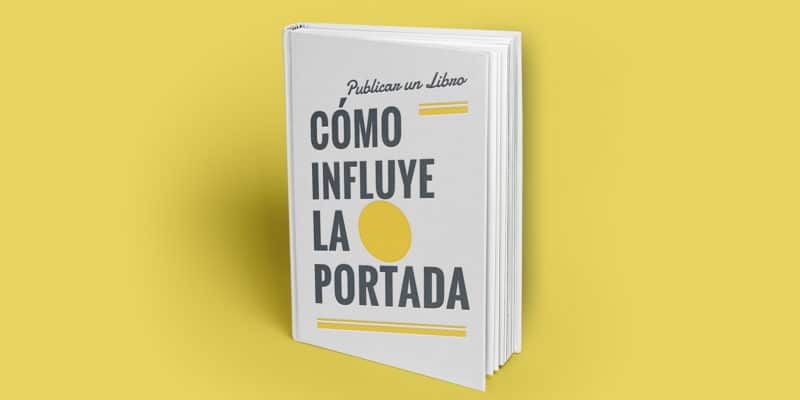 Publicar un Libro
CÓMO
INFLUYE
LA
PORTADA